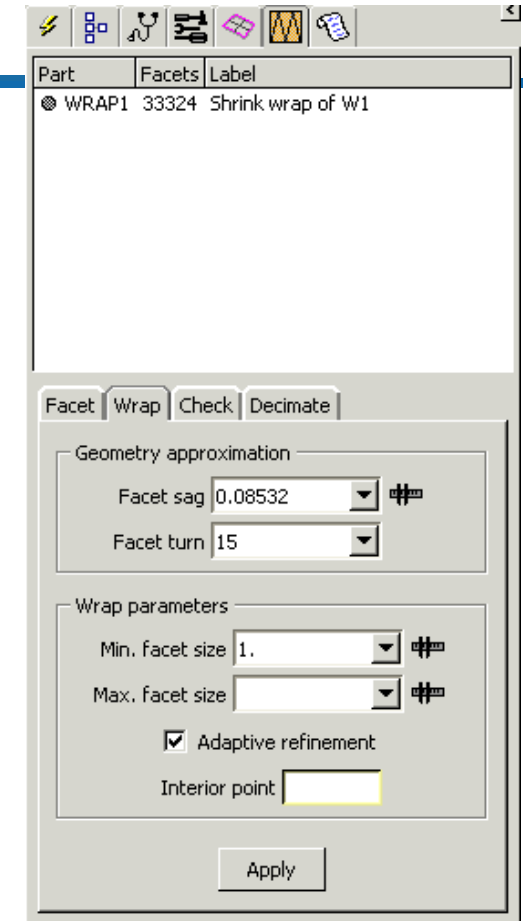 Part Facets Label
WRAP1 33324 Shrink wrap of W1
Facet Wrap Check Decimate
Geometry approximation
Facet sag 0.08532
Facet turn 15
Wrap parameters
Min. facet size 1.
Max. facet size
Adaptive refinement
Interior point
Apply